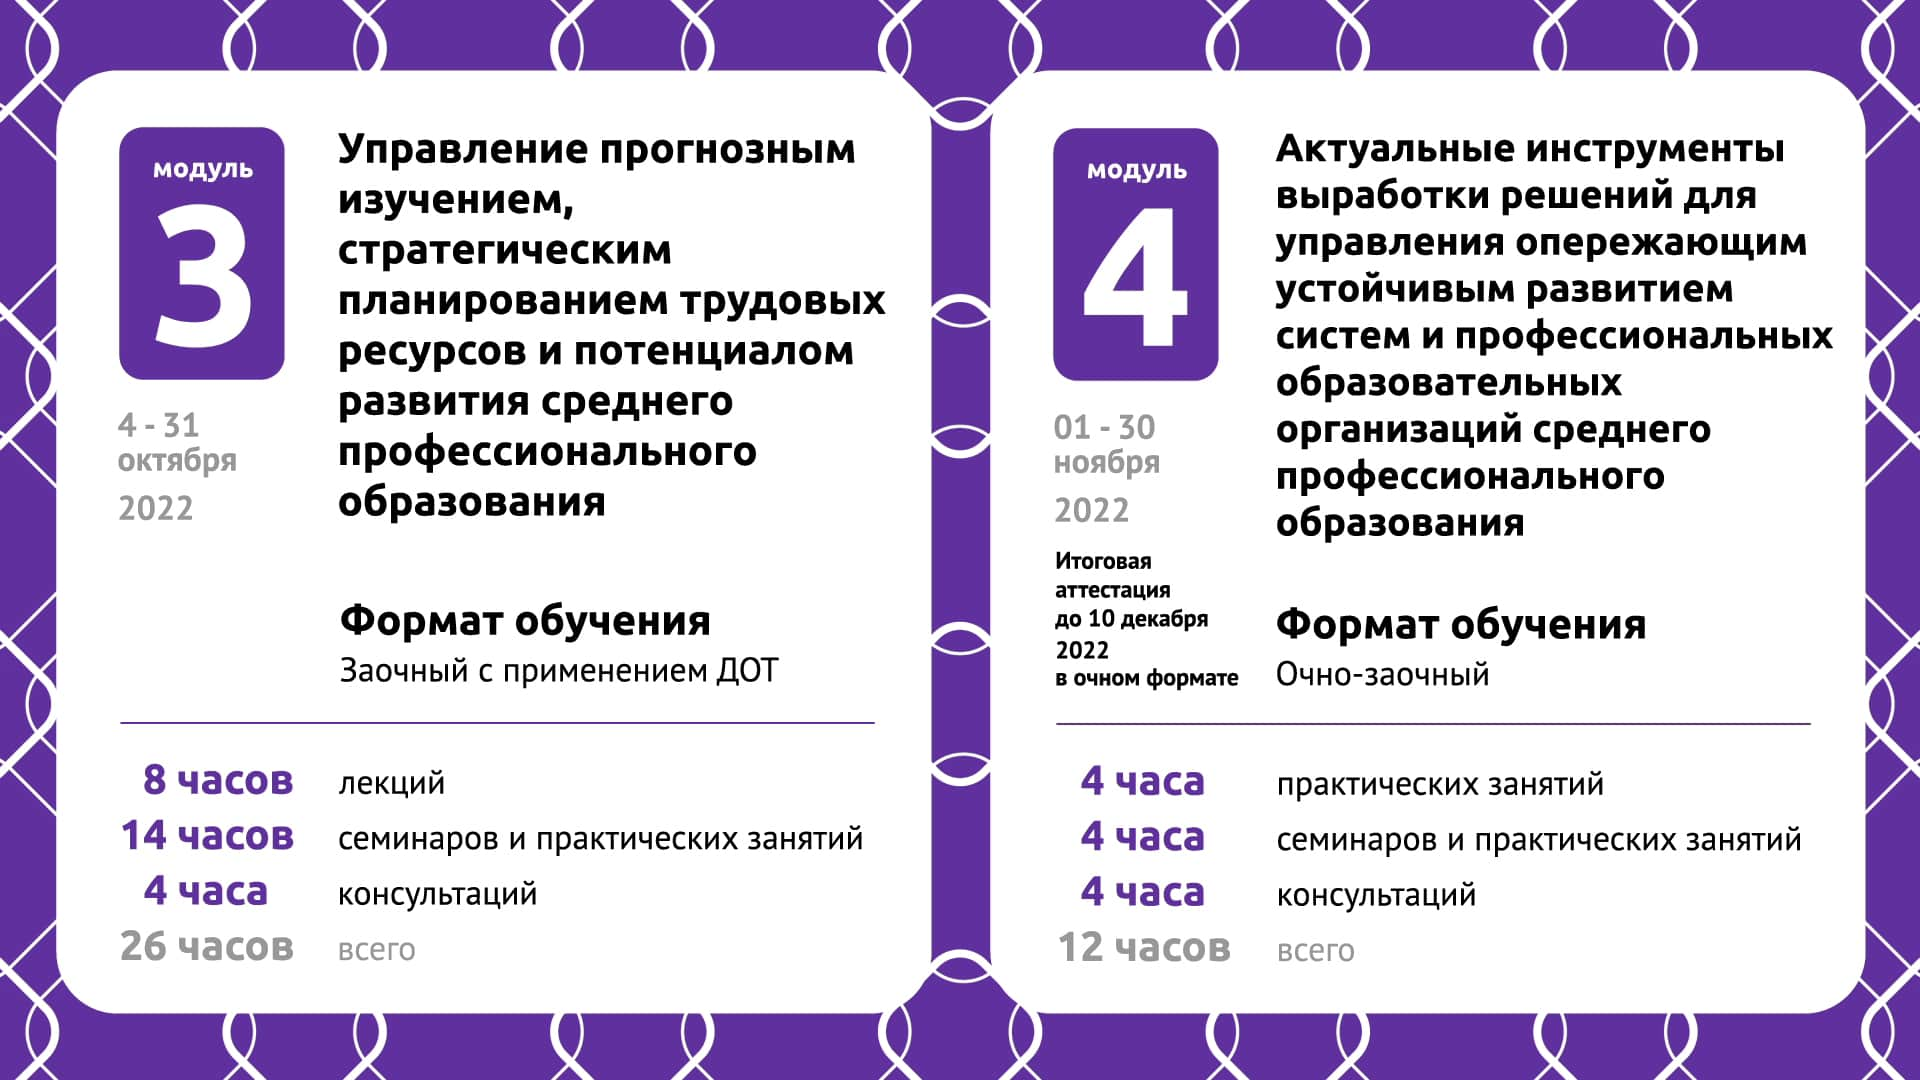 модуль
3
4 - 31
октября
2022
Управление прогнозным
изучением,
стратегическим
планированием трудовых
ресурсов и потенциалом
развития среднего
профессионального
образования
Формат обучения
Заочный с применением ДОТ
8 часов лекций
14 часов семинаров и практических занятий
4 часа консультаций
26 часов всего
модуль
4
01 - 30
ноября
2022
Итоговая
аттестация
до 10 декабря
2022
в очном формате
Актуальные инструменты
выработки решений для
управления опережающим
устойчивым развитием
систем и профессиональных
образовательных
организаций среднего
профессионального
образования
Формат обучения
Очно-заочный
4 часа практических занятий
4 часа семинаров и практических занятий
4 часа консультаций
12 часов всего